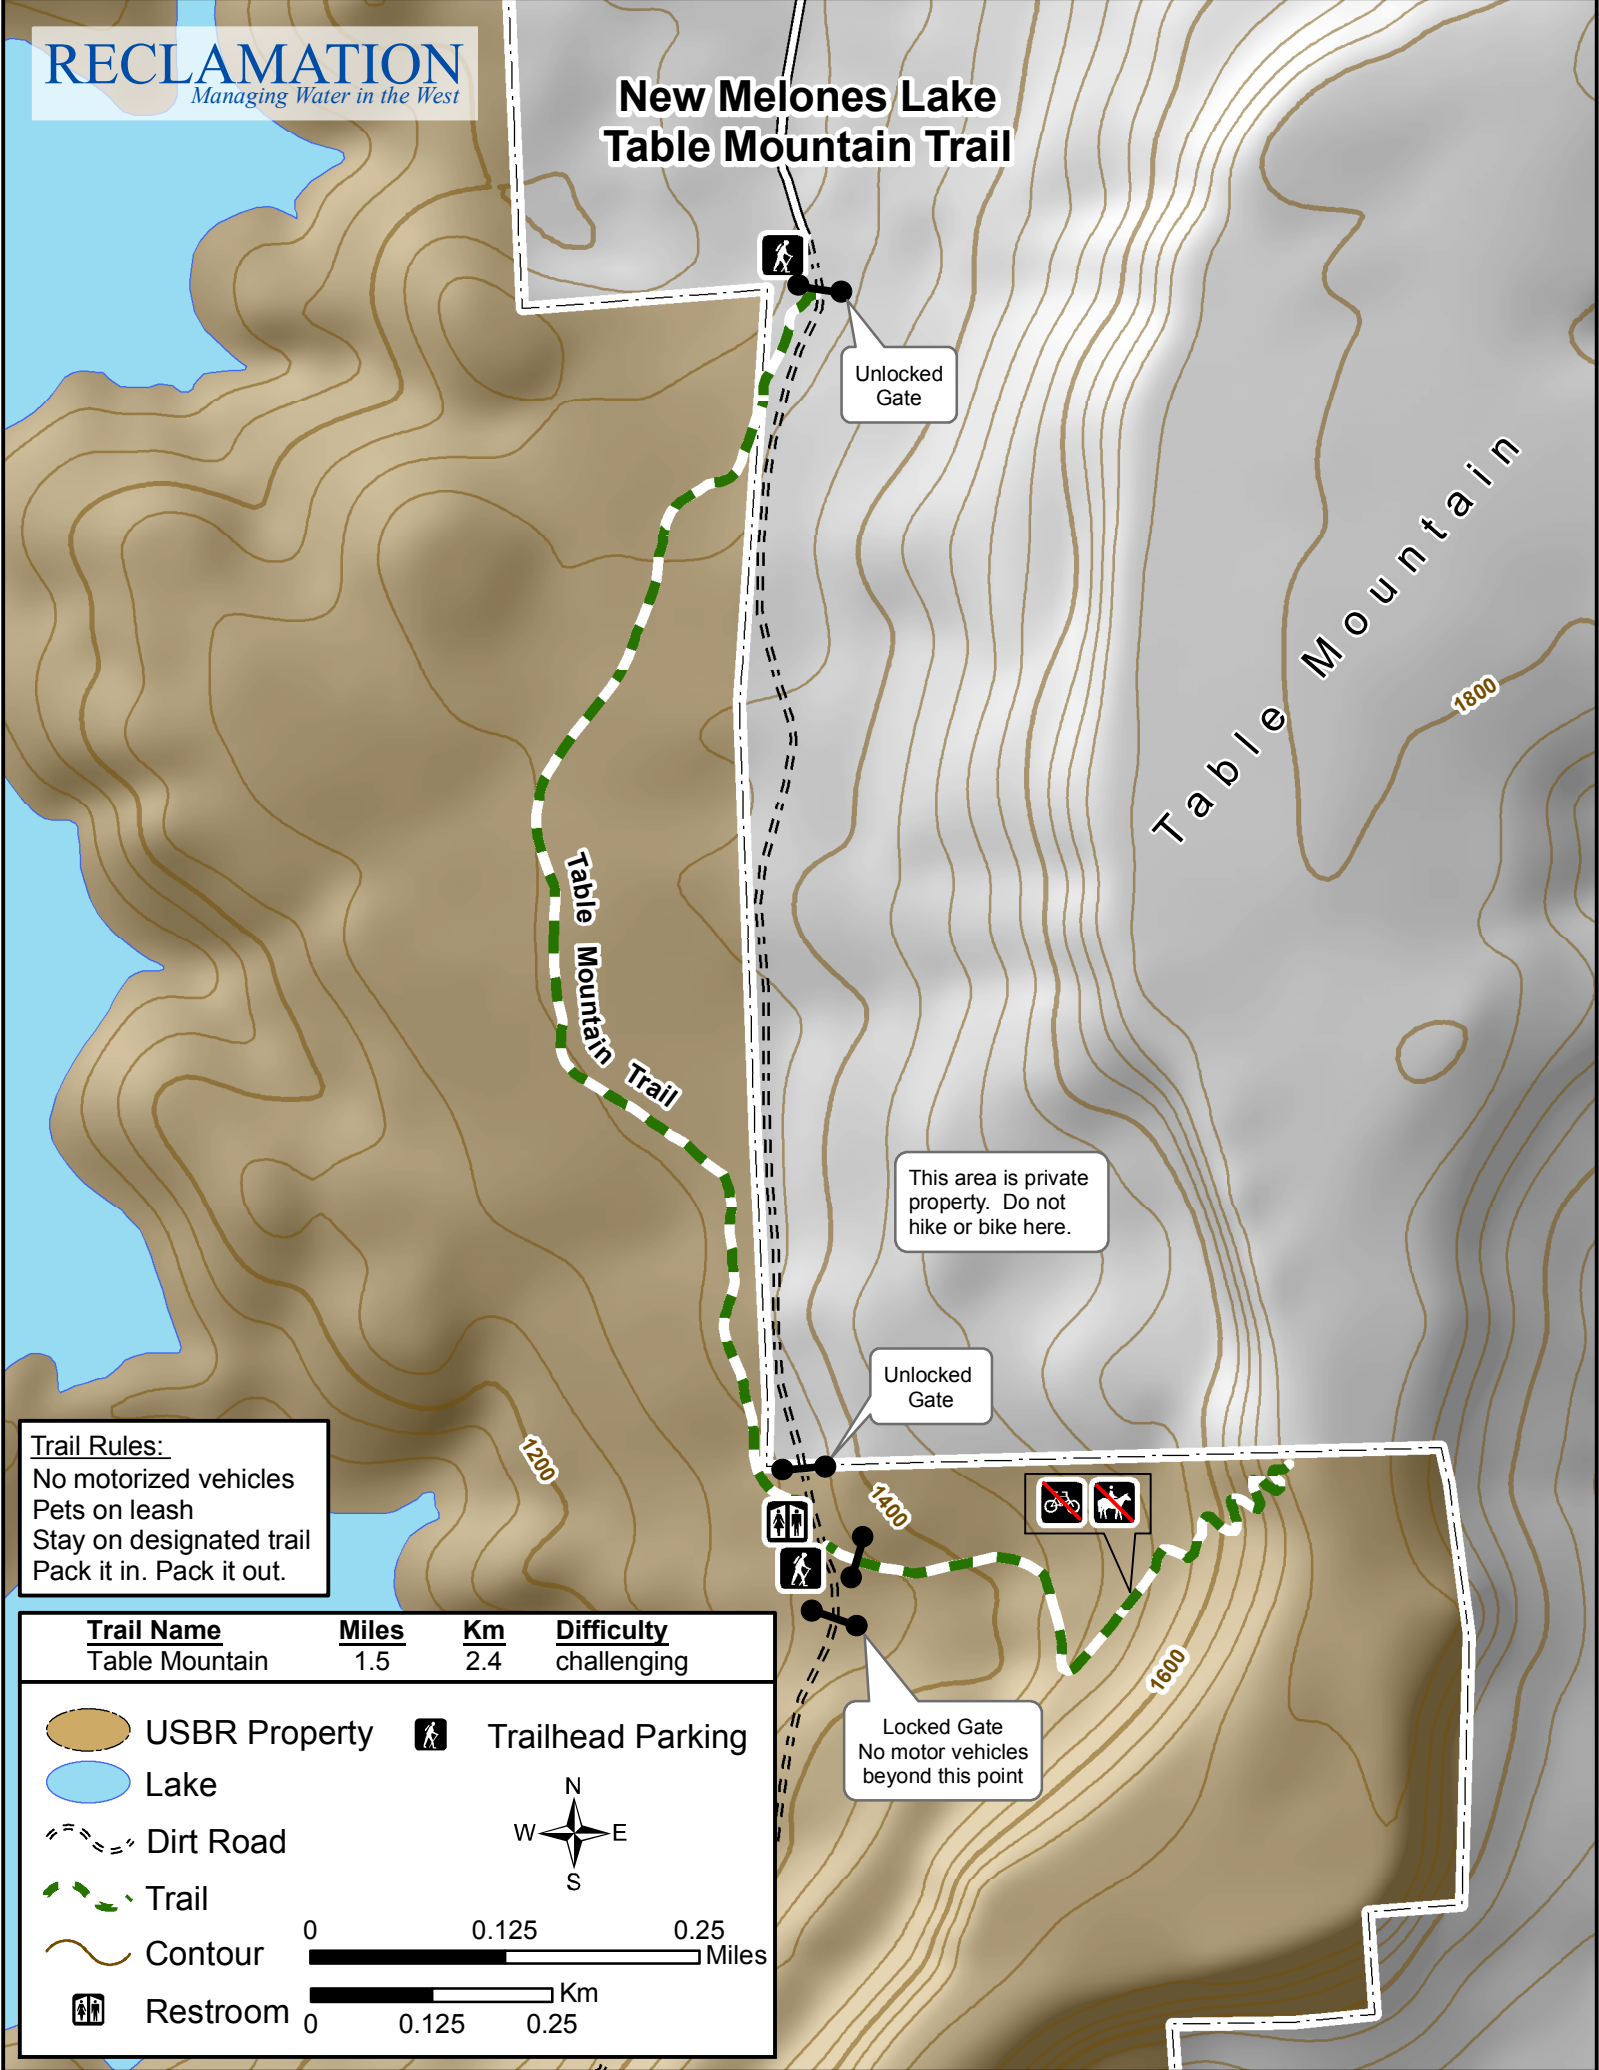 RECLAMATION
Managing Water in the West
New Melones Lake
Table Mountain Trail
Unlocked
Gate
Table Mountain
1800
Table Mountain Trail
This area is private
property. Do not
hike or bike here.
Unlocked
Gate
1200
1400
1600
Locked Gate
No motor vehicles
beyond this point
Trail Rules:
No motorized vehicles
Pets on leash
Stay on designated trail
Pack it in. Pack it out.
Trail Name Miles Km Difficulty
Table Mountain 1.5 2.4 challenging
USBR Property
Trailhead Parking
Lake
Dirt Road
Trail
Contour
Restroom
N
W E
S
0 0.125 0.25
Miles
Km
0 0.125 0.25